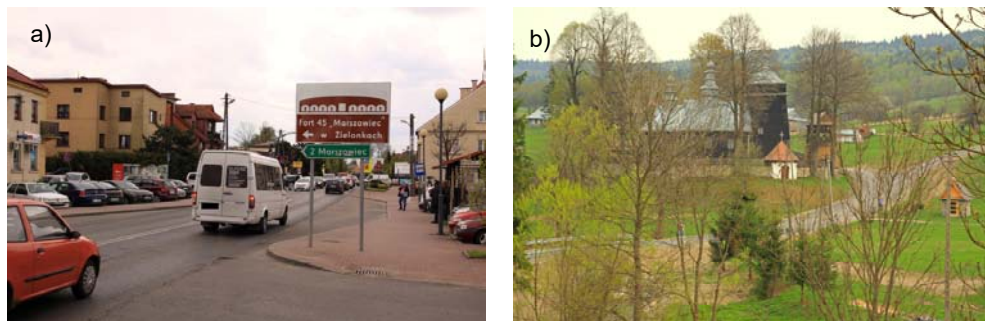 a)
Fort 45 „Marszowiec”
w Zielonkach
2 Marszowiec
b)